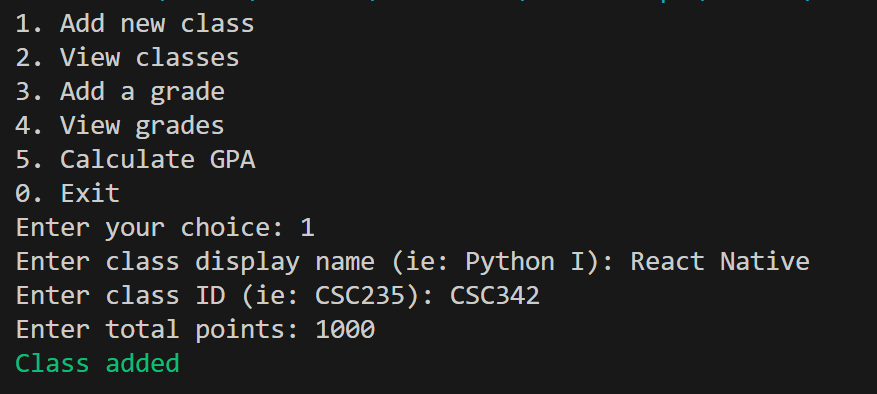 1. Add new class
2. View classes
3. Add a grade
4. View grades
5. Calculate GPA
0. Exit
Enter your choice: 1
Enter class display name (ie: Python I): React Native
Enter class ID (ie: CSC235): CSC342
Enter total points: 1000
Class added